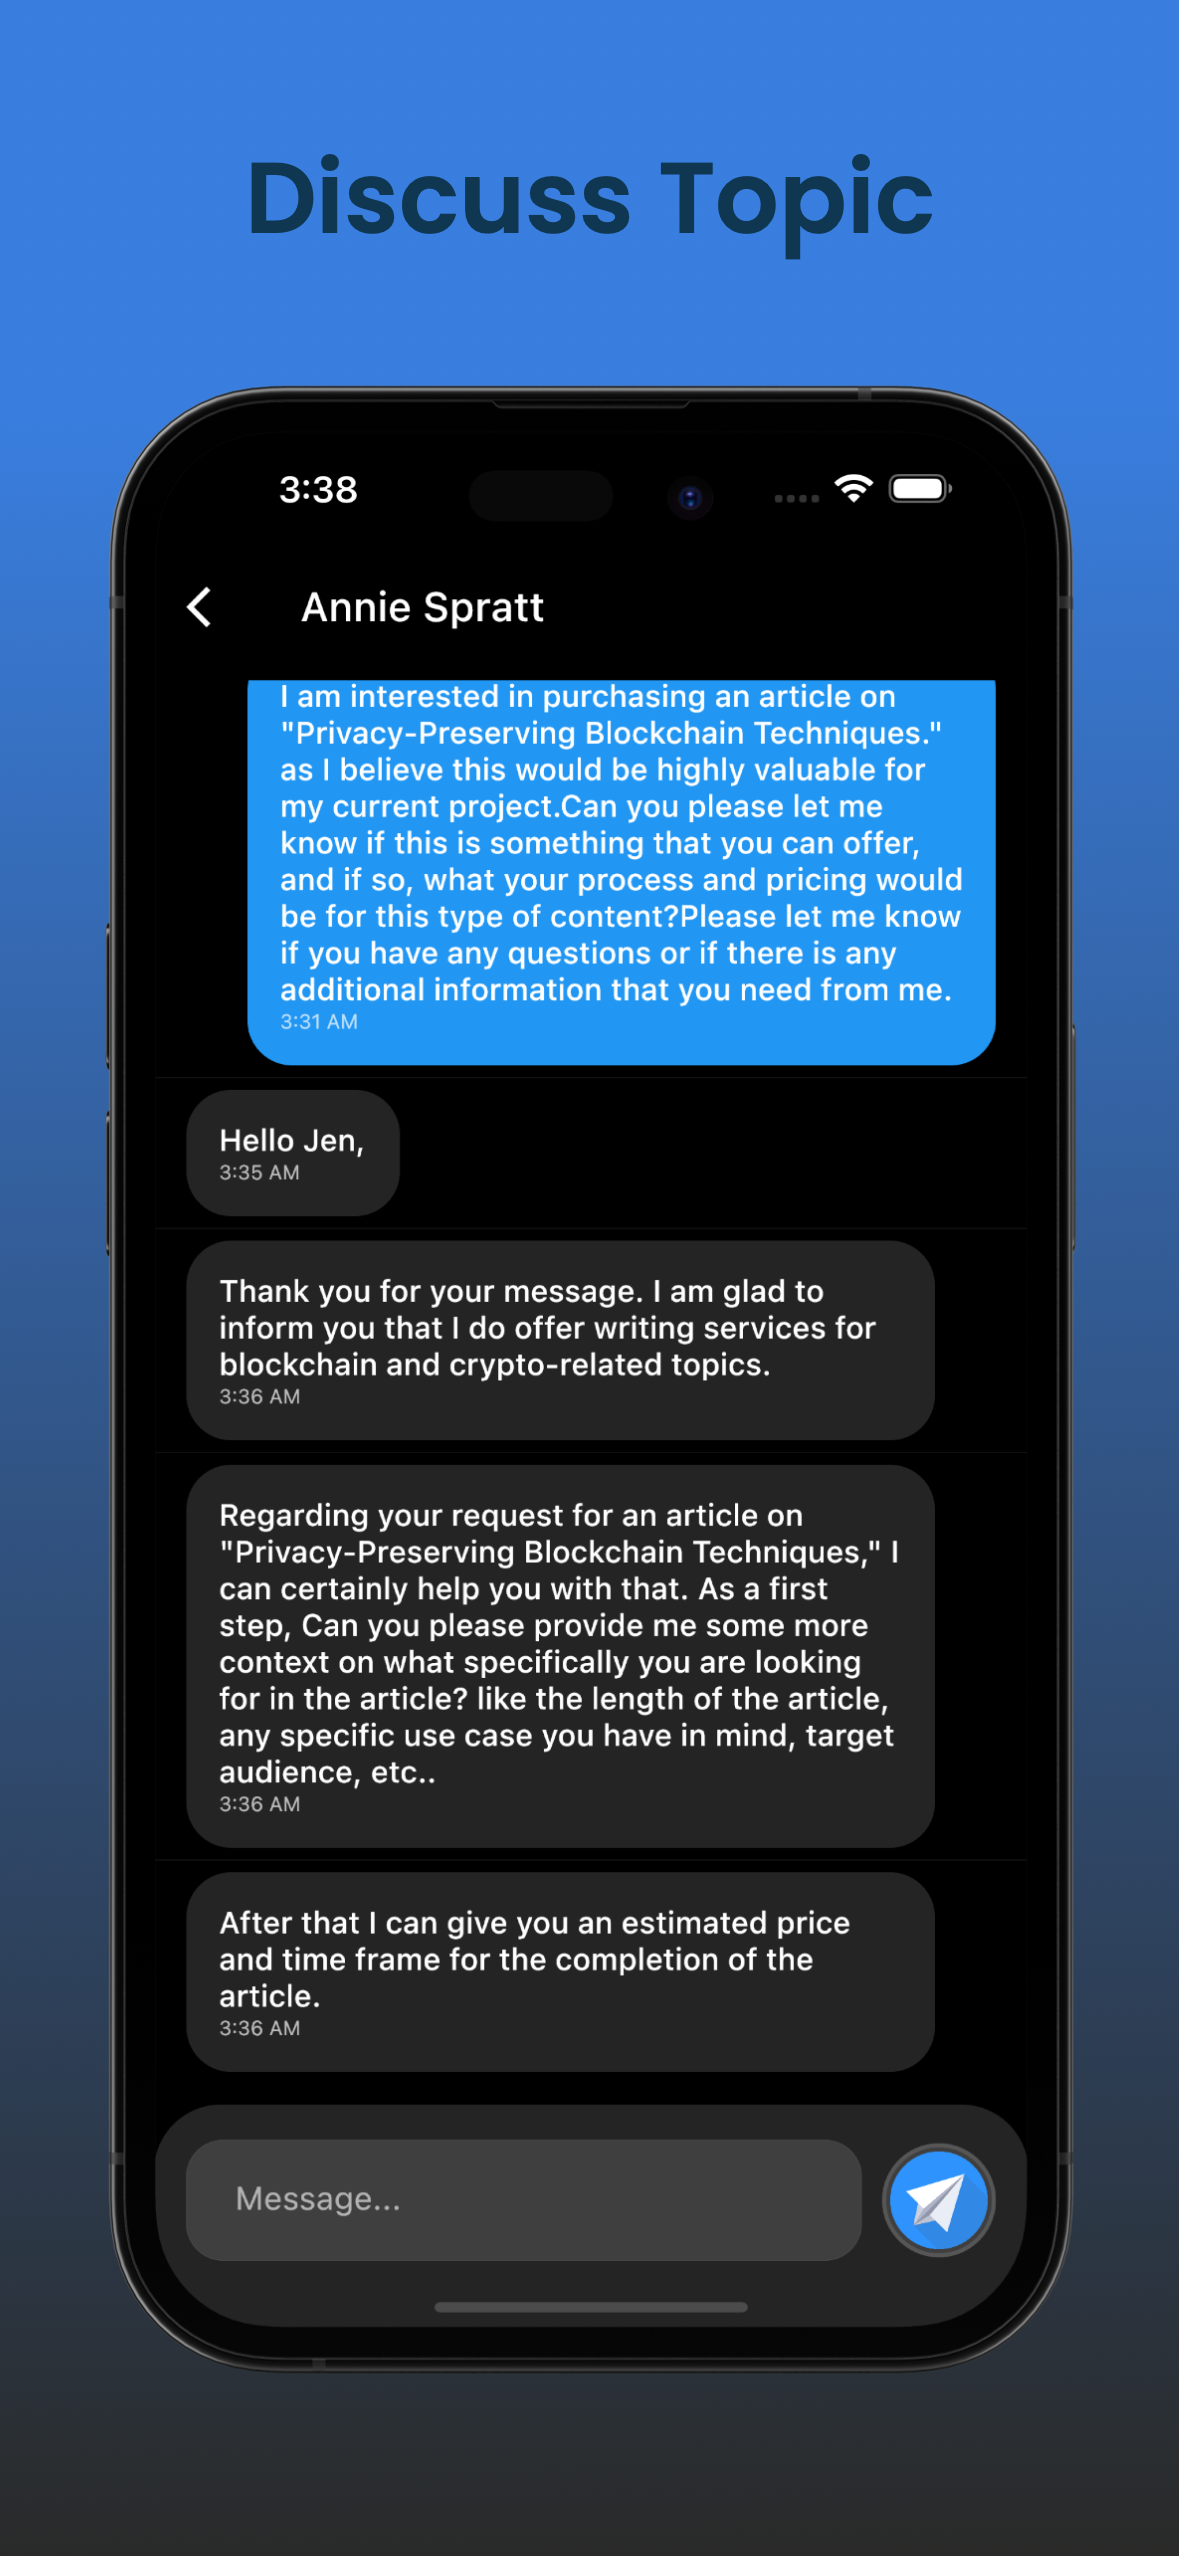 Discuss Topic
3:38
Annie Spratt
I am interested in purchasing an article on
"Privacy-Preserving Blockchain Techniques."
as I believe this would be highly valuable for
my current project.Can you please let me
know if this is something that you can offer,
and if so, what your process and pricing would
be for this type of content?Please let me know
if you have any questions or if there is any
additional information that you need from me.
3:31 AM
Hello Jen,
3:35 AM
Thank you for your message. I am glad to
inform you that I do offer writing services for
blockchain and crypto-related topics.
3:36 AM
Regarding your request for an article on
"Privacy-Preserving Blockchain Techniques," I
can certainly help you with that. As a first
step, Can you please provide me some more
context on what specifically you are looking
for in the article? like the length of the article,
any specific use case you have in mind, target
audience, etc..
3:36 AM
After that I can give you an estimated price
and time frame for the completion of the
article.
3:36 AM
Message...